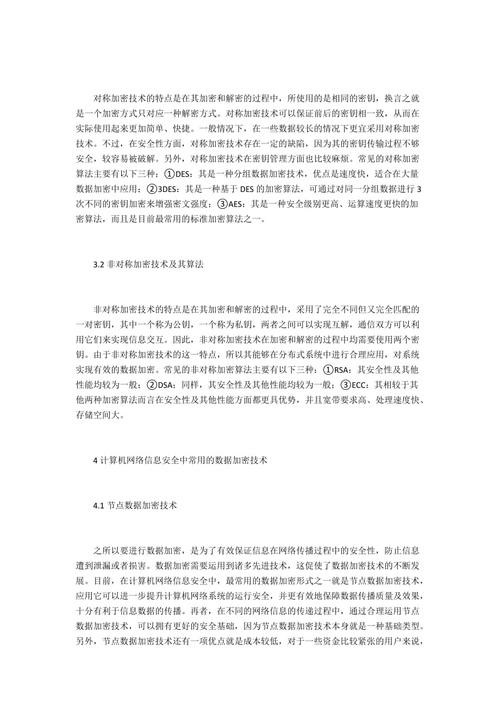 对称加密技术的特点是在其加密和解密的过程中，所使用的是相同的密钥，换言之就
是一个加密方式只对应一种解密方式。对称加密技术可以保证前后的密钥相一致，从而在
实际使用起来更加简单、快捷。一般情况下，在一些数据较长的情况下更宜采用对称加密
技术。不过，在安全性方面，对称技术存在一定的缺陷，因为其的密钥传输过程不够
安全，较容易被破解。另外，对称加密技术在密钥管理方面也比较麻烦。常见的对称加密
算法主要有以下三种；①DES：其是一种分组数据加密技术，优点是速度快，适合在大量
数据加密中应用；②3DES：其是一种基于 DES 的加密算法，可通过对同一分组数据进行 3
次不同的密钥加密来增强密文强度；③AES：其是一种安全级别更高、运算速度更快的加
密算法，而且是目前最常用的标准加密算法之一。
3.2 非对称加密技术及其算法
非对称加密技术的特点是在其加密和解密的过程中，采用了完全不同但又完全匹配的
一对密钥，其中一个称为公钥，一个称为私钥，两者之间可以实现互解，通信双方可以利
用它们来实现信息交互。因此，非对称加密技术在加密和解密的过程中均需要使用两个密
钥。由于非对称加密技术的这一特点，所以其能够在分布式系统中进行合理应用，对系统
实现有效的数据加密。常见的非对称加密算法主要有以下三种：①RSA：其安全性及其他
性能均较为一般；②DSA：同样，其安全性及其他性能均较为一般；③ECC：其相较于其
他两种加密算法而言在安全性及其他性能方面都更具优势，并且宽带要求高、处理速度快、
存储空间大。
4 计算机网络信息安全中常用的数据加密技术
4.1 节点数据加密技术
之所以要进行数据加密，是为了有效保证信息在网络传播过程中的安全性，防止信息
遭到泄漏或者损害。数据加密需要运用到诸多先进技术，这促使了数据加密技术的不断发
展。目前，在计算机网络信息安全中，最常用的数据加密形式之一就是节点数据加密技术，
应用它可以进一步提升计算机网络系统的运行安全，并更有效地保障数据传播质量及效果，
十分有利于信息数据的传播。再者，在不同的网络信息的传递过程中，通过合理运用节点
数据加密技术，可以拥有更好的安全基础，因为节点数据加密技术本身就是一种基础类型。
另外，节点数据加密技术还有一项优点就是成本较低，对于一些资金比较紧张的用户来说，